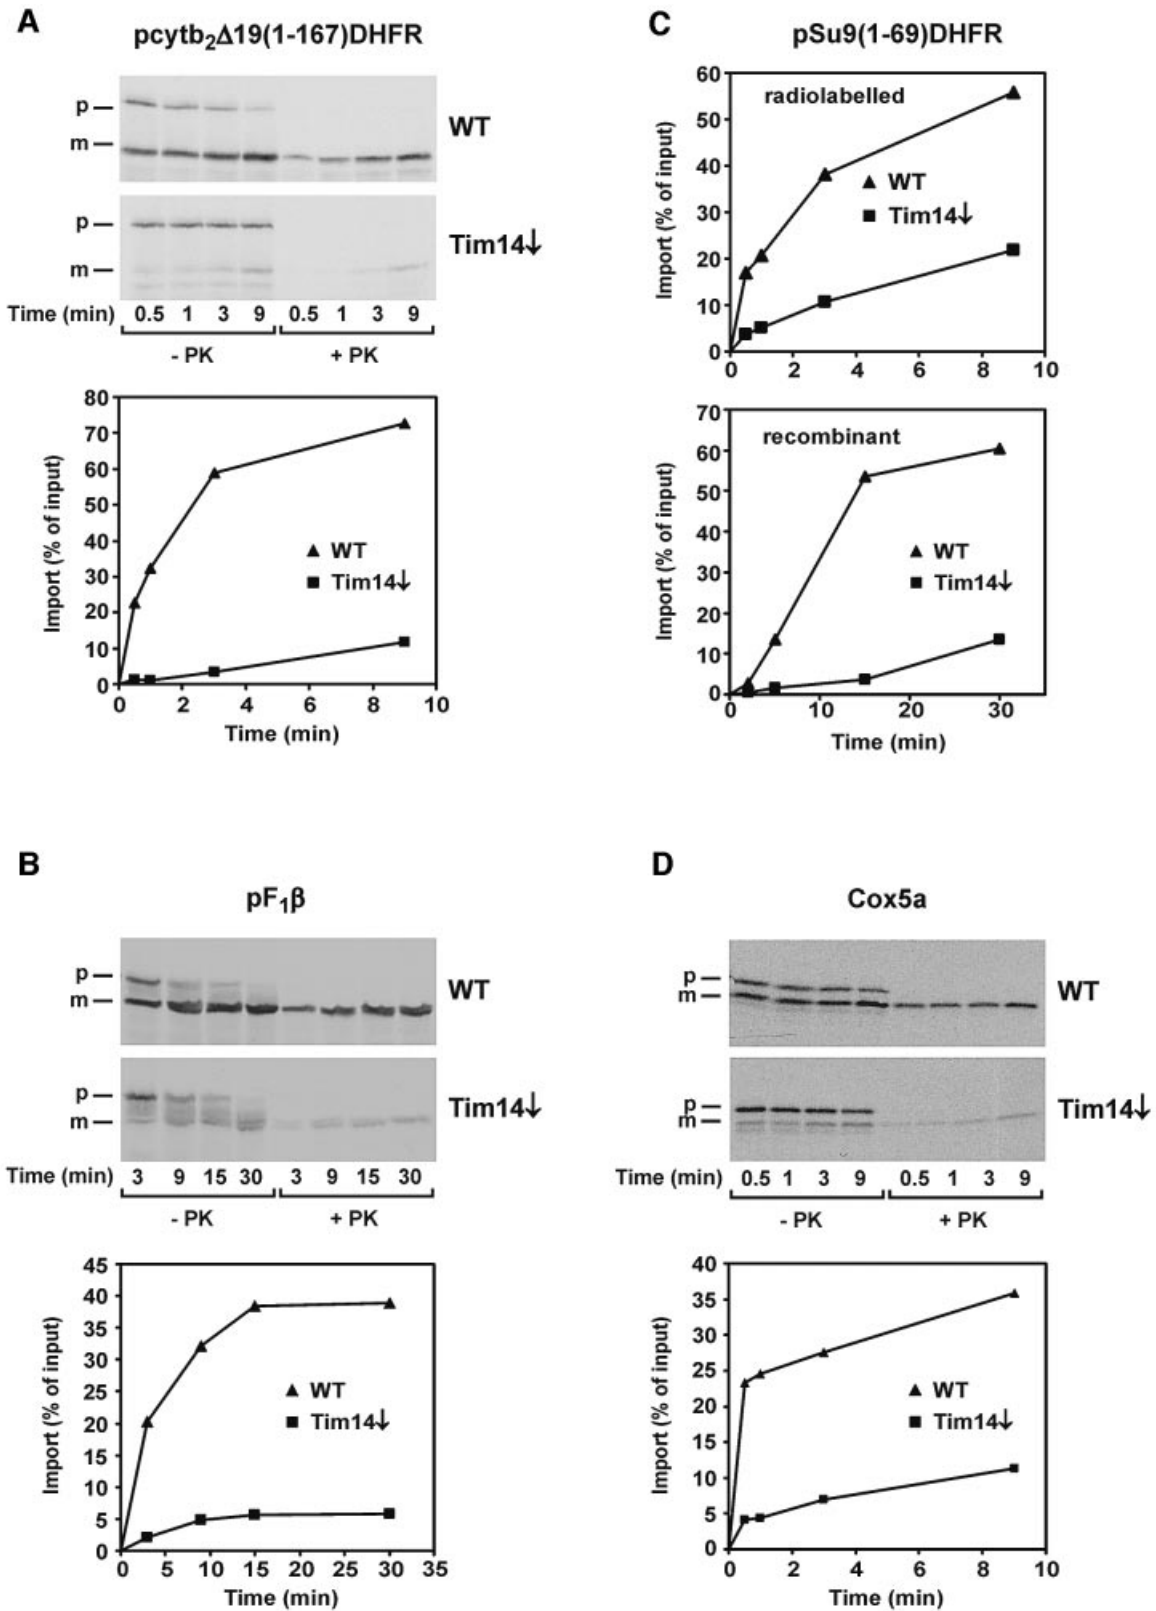 A
pcytb2Δ19(1-167)DHFR
p
m
WT
p
m
Tim14↓
Time (min) 0.5 1 3 9 0.5 1 3 9
- PK + PK
80
70
60
50
40
30
20
10
0
Import (% of input)
WT
Tim14↓
0 2 4 6 8 10
Time (min)
C
pSu9(1-69)DHFR
60
50
40
30
20
10
0
Import (% of input)
radiolabelled
WT
Tim14↓
0 2 4 6 8 10
70
60
50
40
30
20
10
0
Import (% of input)
recombinant
WT
Tim14↓
0 10 20 30
Time (min)
B
pF1β
p
m
WT
p
m
Tim14↓
Time (min) 3 9 15 30 3 9 15 30
- PK + PK
45
40
35
30
25
20
15
10
5
0
Import (% of input)
WT
Tim14↓
0 5 10 15 20 25 30 35
Time (min)
D
Cox5a
p
m
WT
p
m
Tim14↓
Time (min) 0.5 1 3 9 0.5 1 3 9
- PK + PK
40
35
30
25
20
15
10
5
0
Import (% of input)
WT
Tim14↓
0 2 4 6 8 10
Time (min)